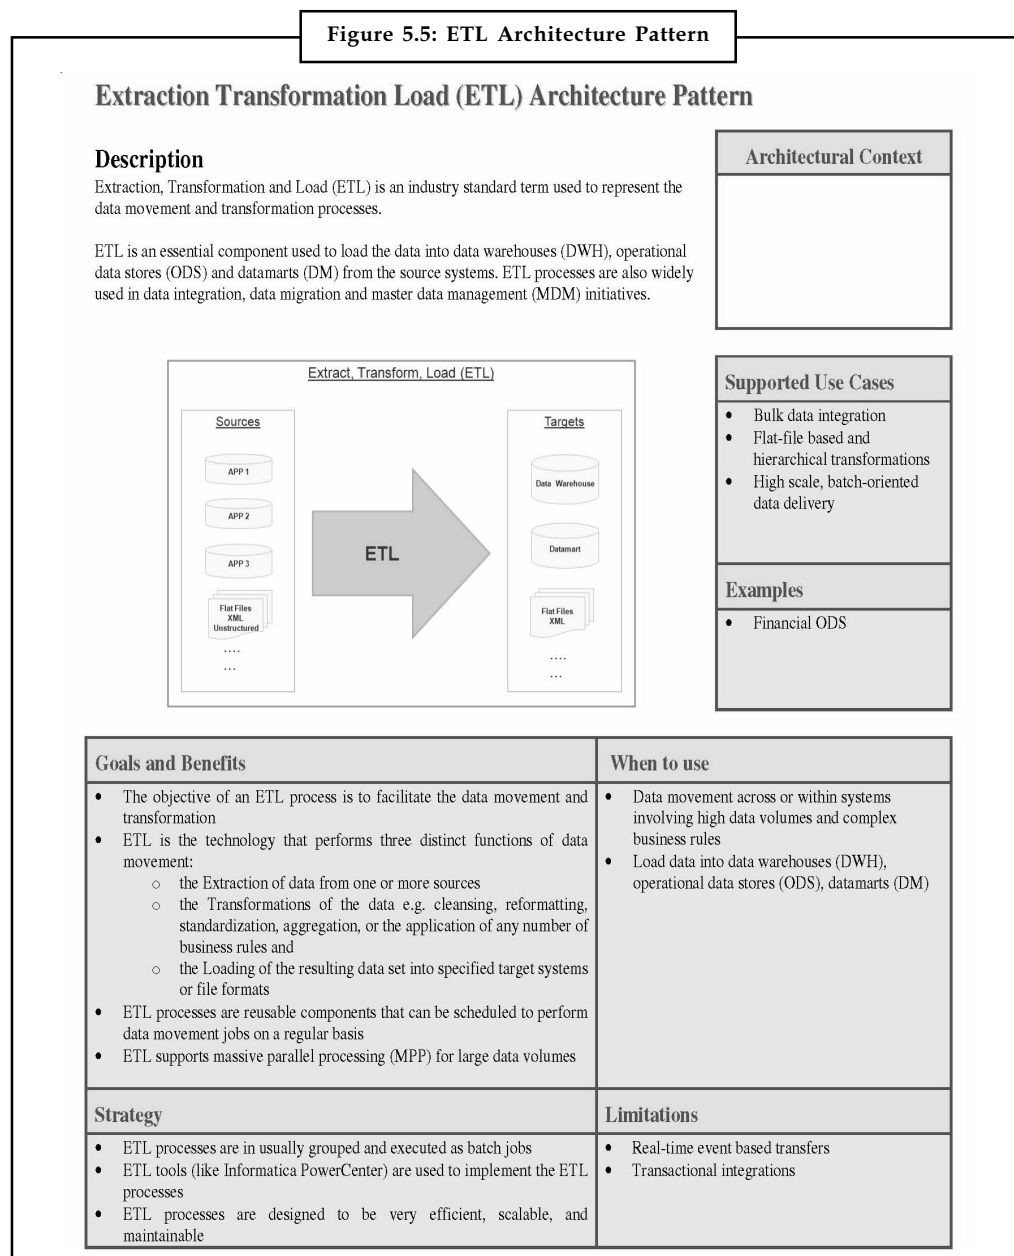 Figure 5.5: ETL Architecture Pattern
Extraction Transformation Load (ETL) Architecture Pattern
Description
Extraction, Transformation and Load (ETL) is an industry standard term used to represent the
data movement and transformation processes.
ETL is an essential component used to load the data into data warehouses (DWH), operational
data stores (ODS) and datamarts (DM) from the source systems. ETL processes are also widely
used in data integration, data migration and master data management (MDM) initiatives.
Architectural Context
Extract, Transform, Load (ETL)
Sources
APP 1
APP 2
APP 3
Flat Files
XML
Unstructured
....
...
ETL
Targets
Data Warehouse
Datamart
Flat Files
XML
....
...
Supported Use Cases
• Bulk data integration
• Flat-file based and
hierarchical transformations
• High scale, batch-oriented
data delivery
Examples
• Financial ODS
Goals and Benefits
• The objective of an ETL process is to facilitate the data movement and
transformation
• ETL is the technology that performs three distinct functions of data
movement:
○ the Extraction of data from one or more sources
○ the Transformations of the data e.g. cleansing, reformatting,
standardization, aggregation, or the application of any number of
business rules and
○ the Loading of the resulting data set into specified target systems
or file formats
• ETL processes are reusable components that can be scheduled to perform
data movement jobs on a regular basis
• ETL supports massive parallel processing (MPP) for large data volumes
When to use
• Data movement across or within systems
involving high data volumes and complex
business rules
• Load data into data warehouses (DWH),
operational data stores (ODS), datamarts (DM)
Strategy
• ETL processes are in usually grouped and executed as batch jobs
• ETL tools (like Informatica PowerCenter) are used to implement the ETL
processes
• ETL processes are designed to be very efficient, scalable, and
maintainable
Limitations
• Real-time event based transfers
• Transactional integrations